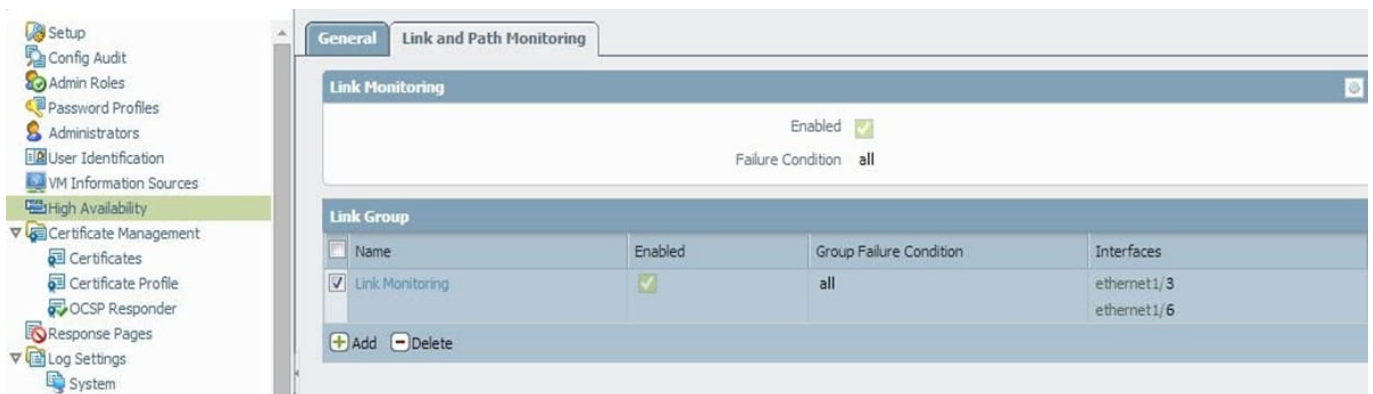 Setup
Config Audit
Admin Roles
Password Profiles
Administrators
User Identification
VM Information Sources
High Availability
Certificate Management
Certificates
Certificate Profile
OCSP Responder
Response Pages
Log Settings
System
General
Link and Path Monitoring
Link Monitoring
Enabled
Failure Condition all
Link Group
Name Enabled Group Failure Condition Interfaces
Link Monitoring all ethernet1/3
ethernet1/6
Add Delete